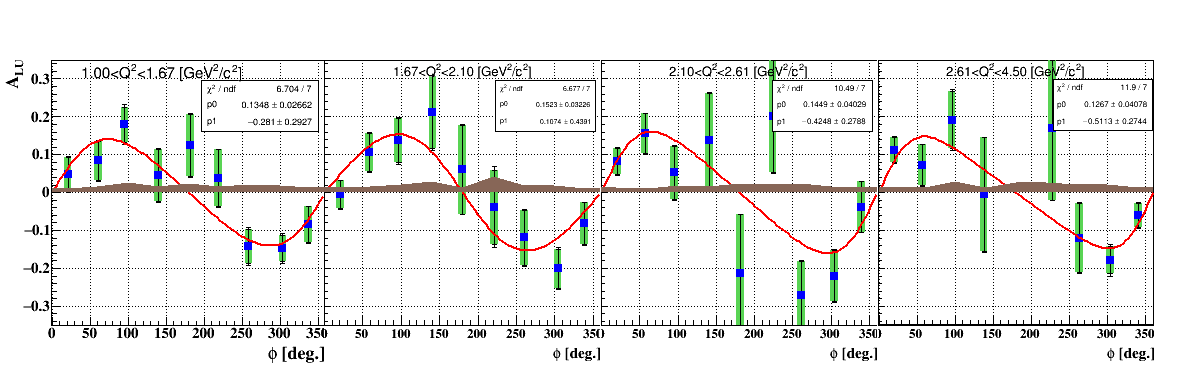 A_LU
1.00<Q²<1.67 [GeV²/c²]
χ² / ndf 6.704 / 7
p0 0.1348 ± 0.02662
p1 −0.281 ± 0.2927
1.67<Q²<2.10 [GeV²/c²]
χ² / ndf 6.677 / 7
p0 0.1523 ± 0.03226
p1 0.1074 ± 0.4391
2.10<Q²<2.61 [GeV²/c²]
χ² / ndf 10.49 / 7
p0 0.1449 ± 0.04029
p1 −0.4248 ± 0.2788
2.61<Q²<4.50 [GeV²/c²]
χ² / ndf 11.9 / 7
p0 0.1267 ± 0.04078
p1 −0.5113 ± 0.2744
0.3
0.2
0.1
0
−0.1
−0.2
−0.3
0 50 100 150 200 250 300 350
0 50 100 150 200 250 300 350
0 50 100 150 200 250 300 350
0 50 100 150 200 250 300 350
ϕ [deg.]
ϕ [deg.]
ϕ [deg.]
ϕ [deg.]